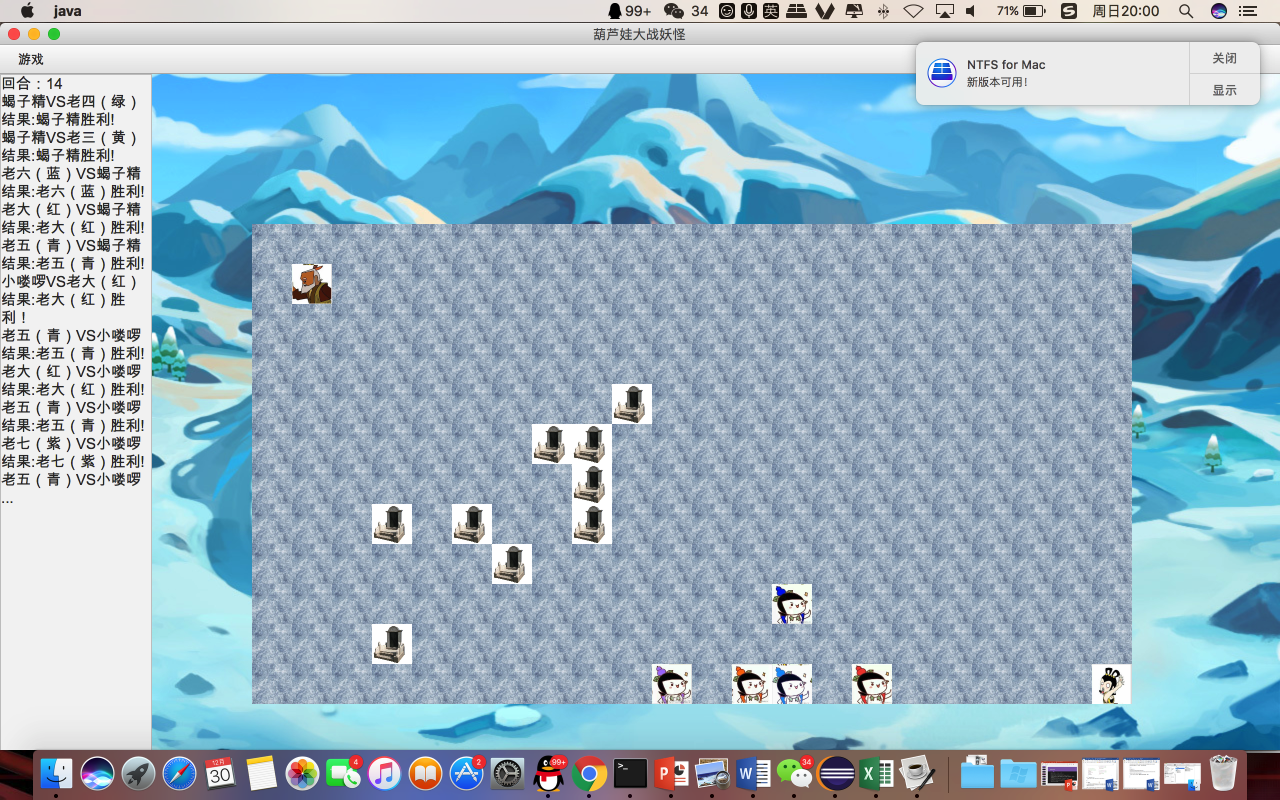 java
99+
34
英
71%
周日20:00
葫芦娃大战妖怪
游戏
NTFS for Mac
新版本可用!
关闭
显示
回合：14
蝎子精VS老四（绿）
结果:蝎子精胜利!
蝎子精VS老三（黄）
结果:蝎子精胜利!
老六（蓝）VS蝎子精
结果:老六（蓝）胜利!
老大（红）VS蝎子精
结果:老大（红）胜利!
老五（青）VS蝎子精
结果:老五（青）胜利!
小喽啰VS老大（红）
结果:老大（红）胜
利！
老五（青）VS小喽啰
结果:老五（青）胜利!
老大（红）VS小喽啰
结果:老大（红）胜利!
老五（青）VS小喽啰
结果:老五（青）胜利!
老七（紫）VS小喽啰
结果:老七（紫）胜利!
老五（青）VS小喽啰
...
12月
30
4
2
99+
34